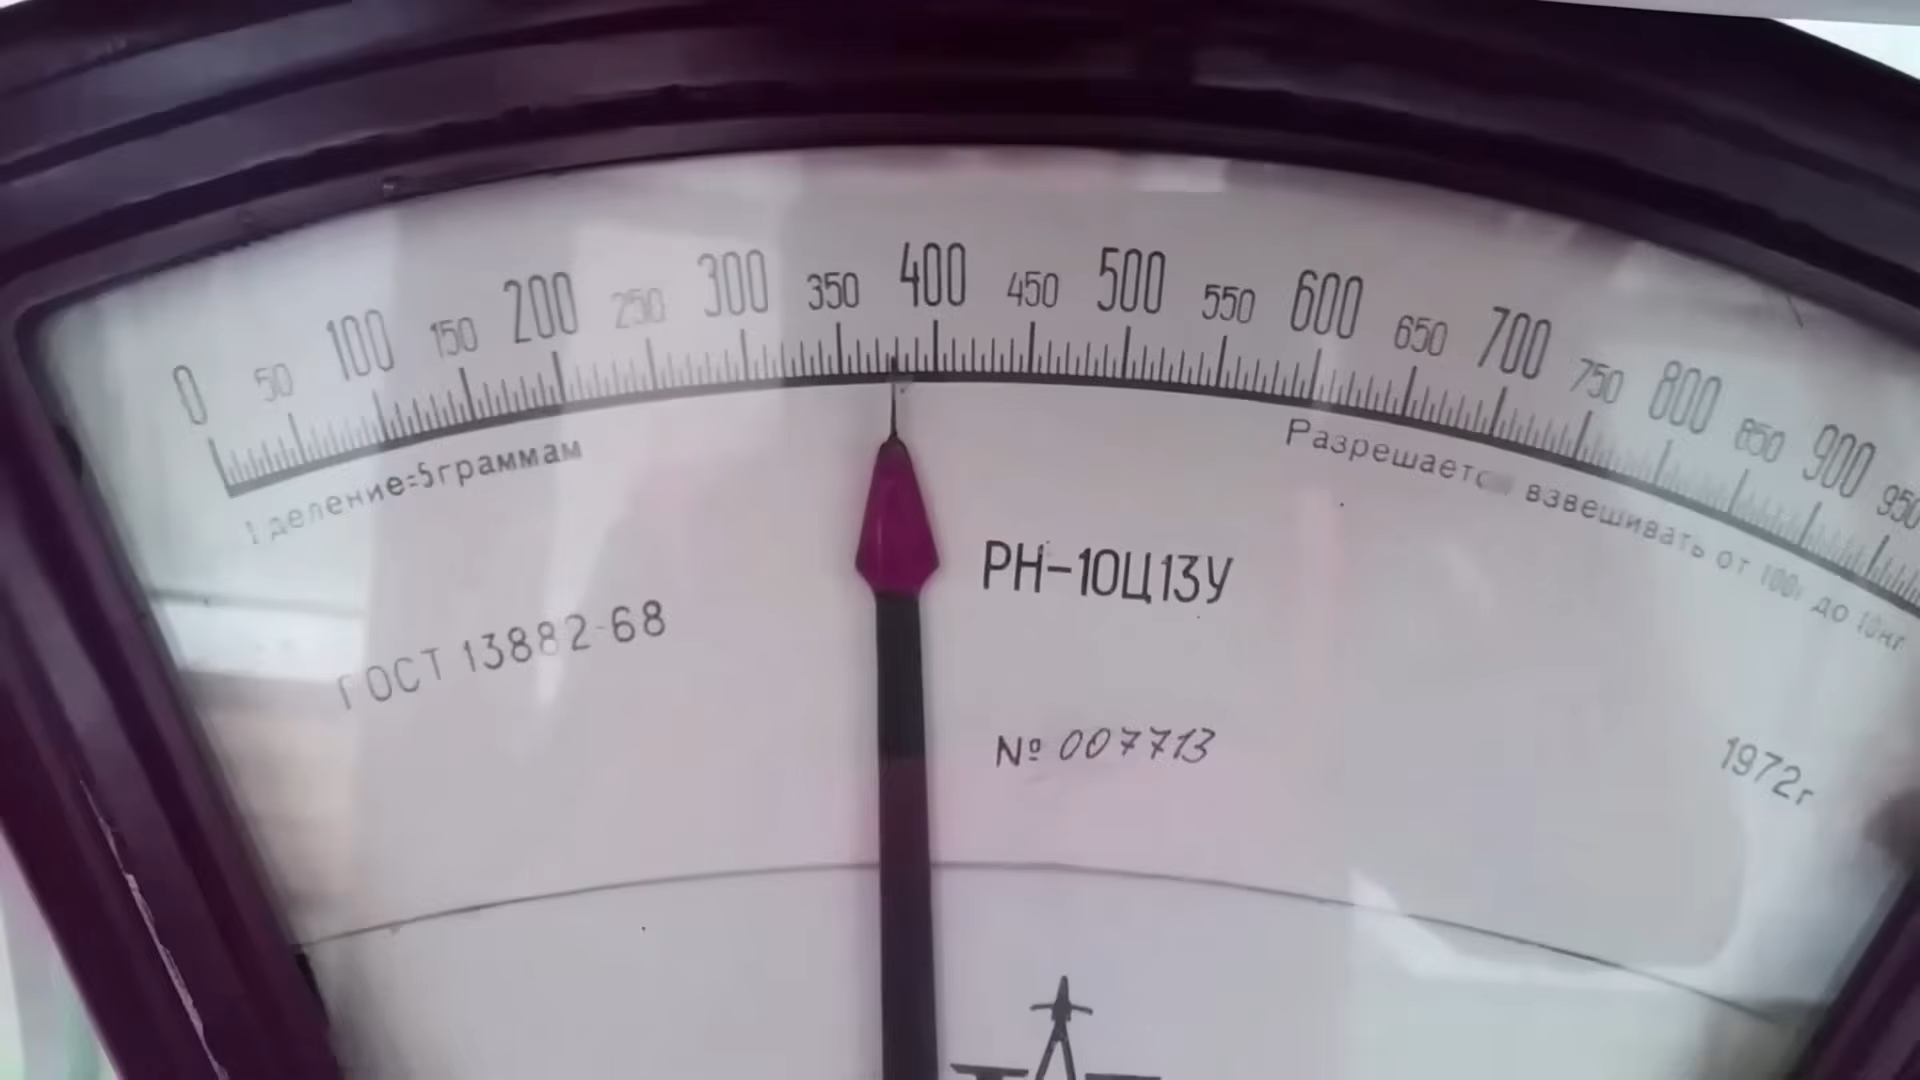 0 50 100 150 200 250 300 350 400 450 500 550 600 650 700 750 800 850 900 950
1 деление=5граммам
Разрешается взвешивать от 100г до 10кг
РН-10Ц13У
ГОСТ 13882-68
№ 007713
1972г